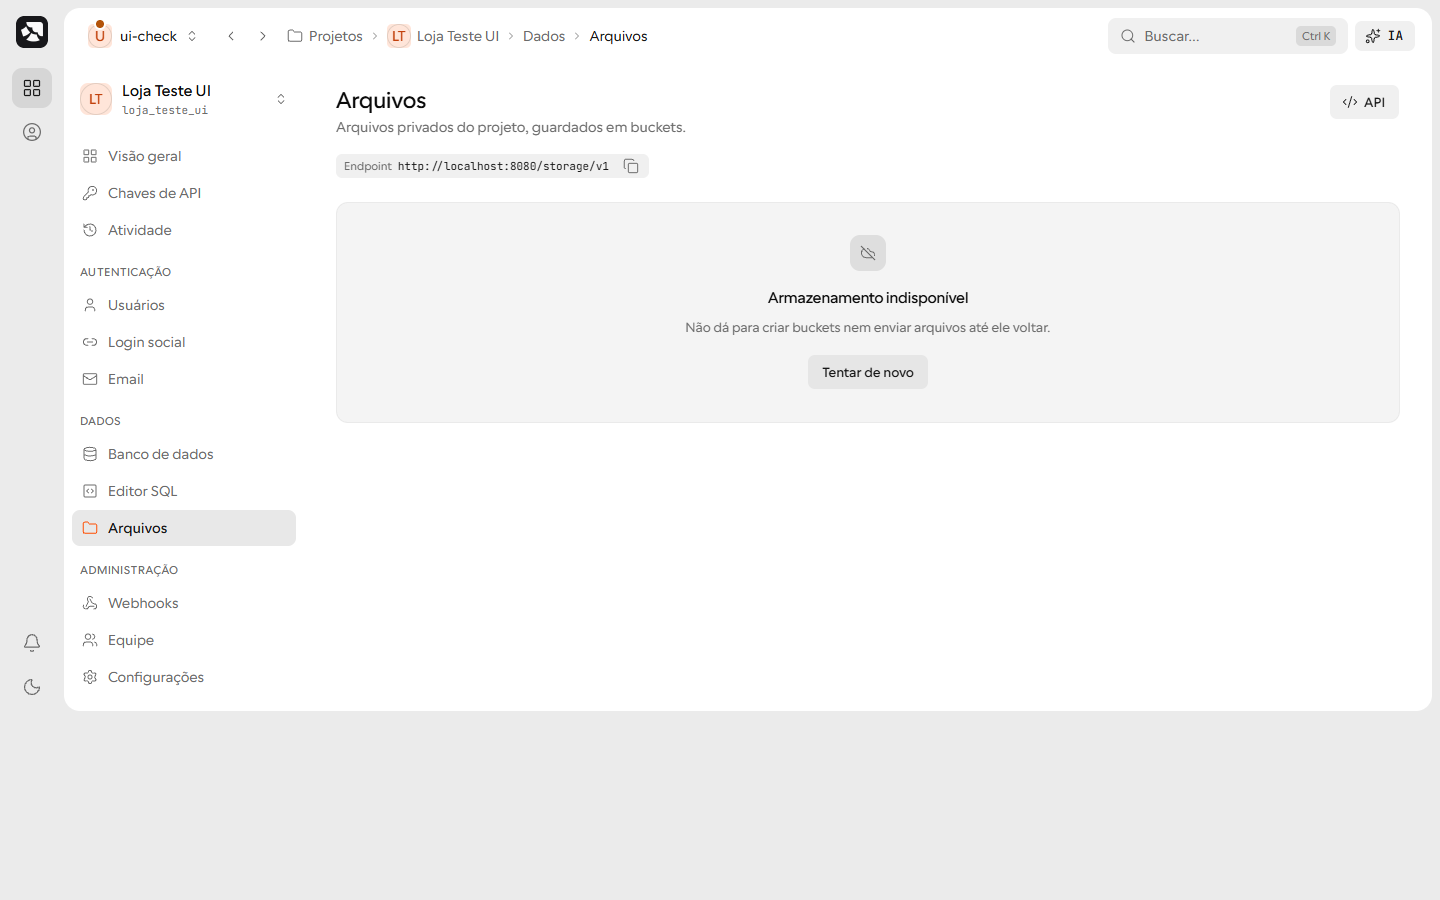 U ui-check
Projetos
LT Loja Teste UI
Dados
Arquivos
Buscar...
Ctrl K
IA
LT
Loja Teste UI
loja_teste_ui
Visão geral
Chaves de API
Atividade
AUTENTICAÇÃO
Usuários
Login social
Email
DADOS
Banco de dados
Editor SQL
Arquivos
ADMINISTRAÇÃO
Webhooks
Equipe
Configurações
Arquivos
Arquivos privados do projeto, guardados em buckets.
API
Endpoint http://localhost:8080/storage/v1
Armazenamento indisponível
Não dá para criar buckets nem enviar arquivos até ele voltar.
Tentar de novo